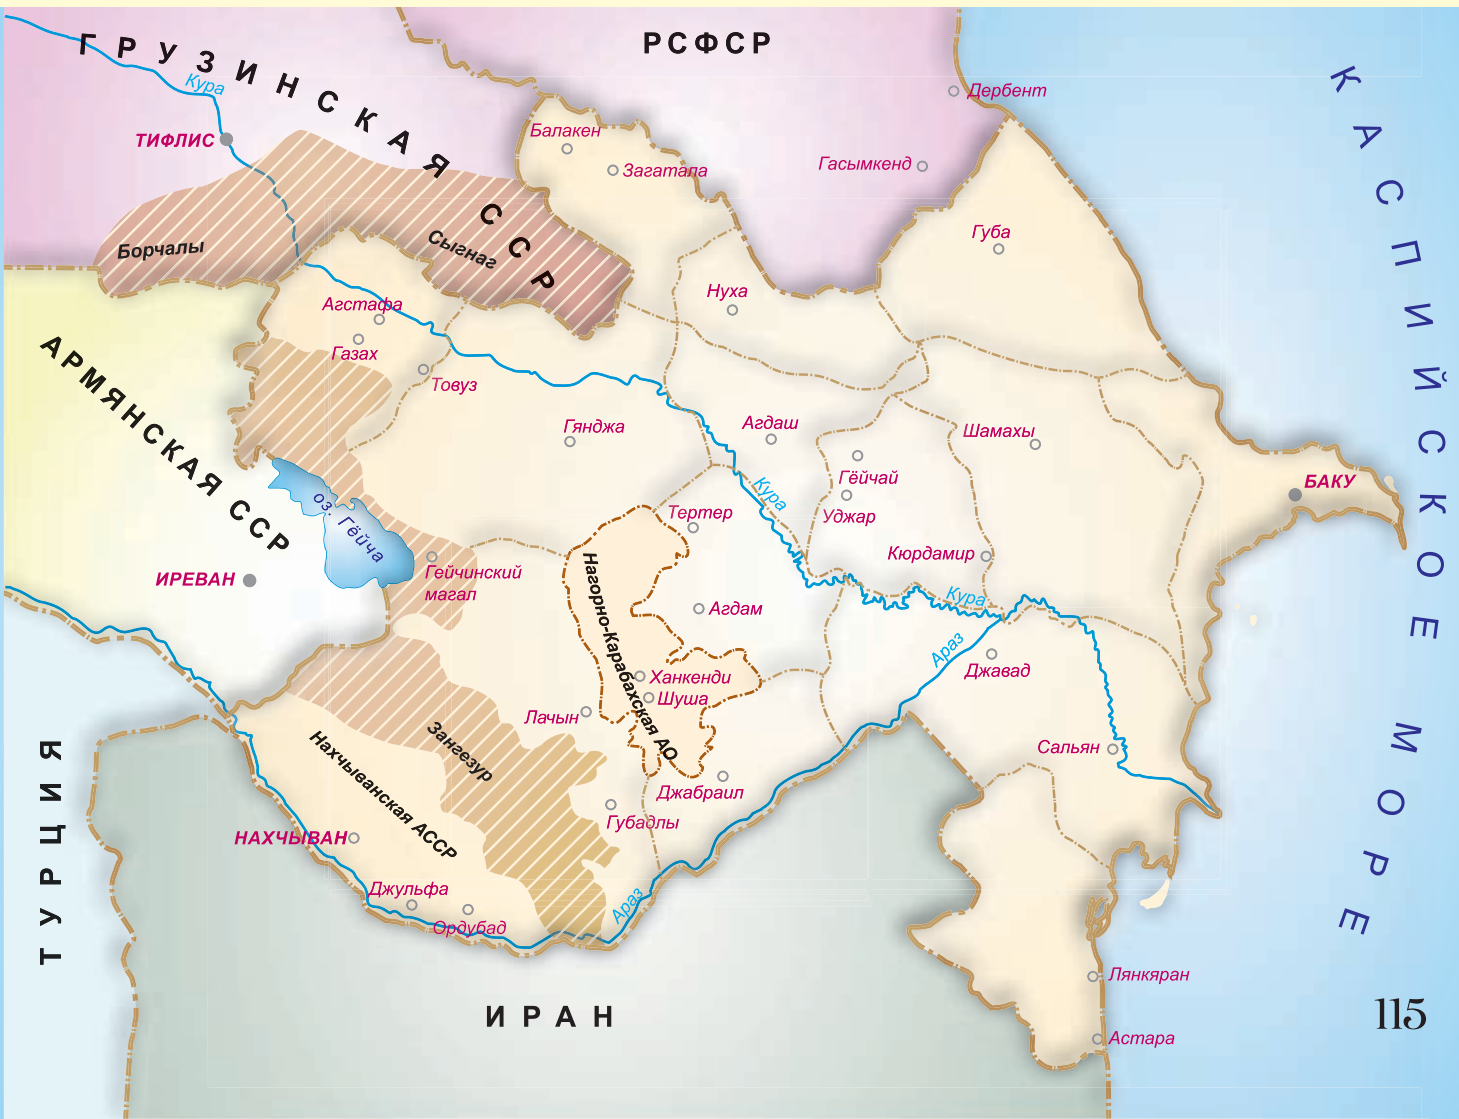 РСФСР
ГРУЗИНСКАЯ ССР
Кура
ТИФЛИС
Дербент
КАСПИЙСКОЕ МОРЕ
Балакен
Загатала
Гасымкенд
Борчалы
Сыгнаг
Губа
Нуха
Агстафа
Газах
Товуз
АРМЯНСКАЯ ССР
Гянджа
Агдаш
Шамахы
Гёйчай
Уджар
БАКУ
Кура
оз. Гёйча
Тертер
Кюрдамир
ИРЕВАН
Гейчинский
магал
Нагорно-Карабахская АО
Агдам
Кура
Араз
Джавад
Ханкенди
Шуша
Лачын
Зангезур
Сальян
ТУРЦИЯ
Нахчыванская АССР
Джабраил
Губадлы
НАХЧЫВАН
Джульфа
Ордубад
Араз
Лянкяран
ИРАН
115
Астара